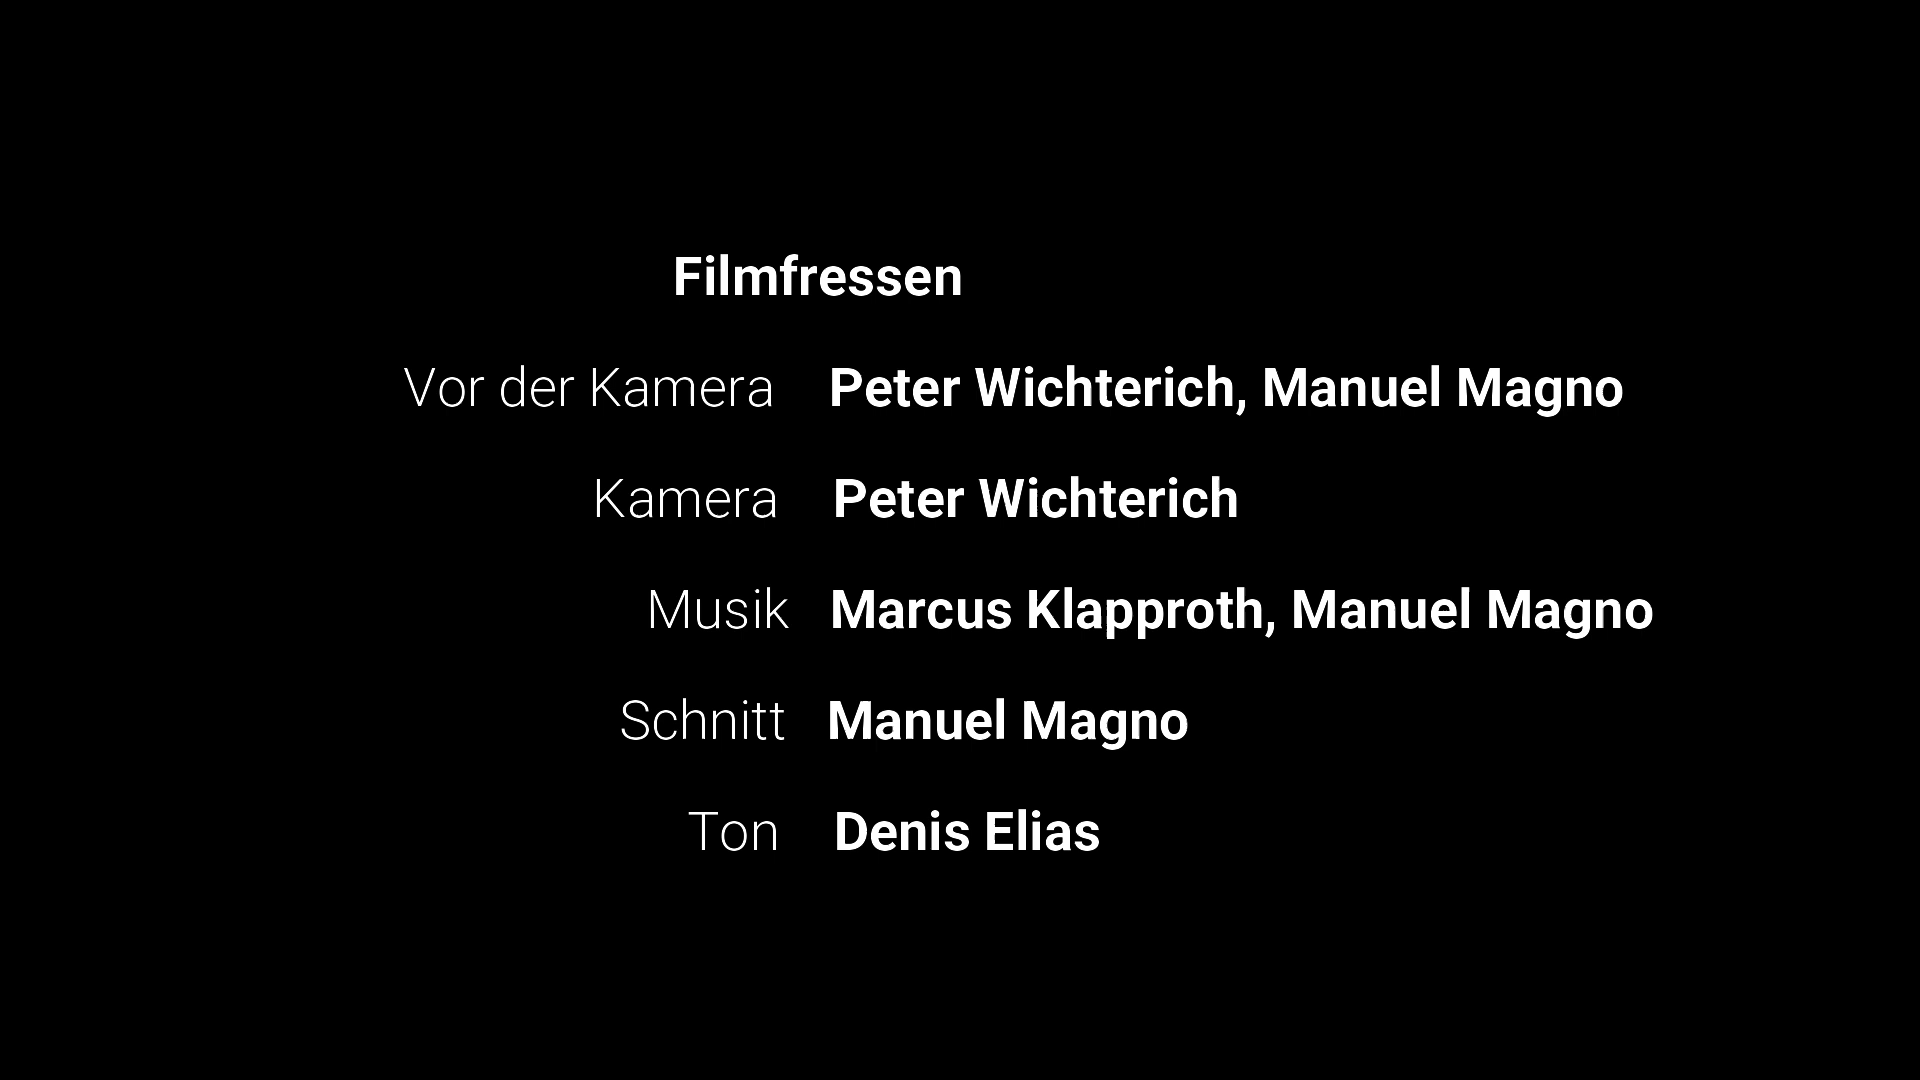 Filmfressen
Vor der Kamera Peter Wichterich, Manuel Magno
Kamera Peter Wichterich
Musik Marcus Klapproth, Manuel Magno
Schnitt Manuel Magno
Ton Denis Elias